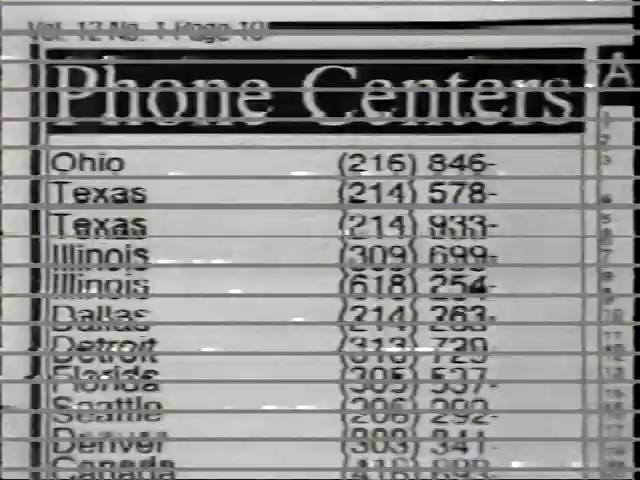 Vol. 12 No. 1 Page 10
Phone Centers
A
Ohio (216) 846-
Texas (214) 578-
Texas (214) 933-
Illinois (309) 699-
Illinois (618) 254-
Dallas (214) 263-
Detroit (313) 729-
Florida (305) 537-
Seattle (206) 292-
Denver (303) 341-
Canada (416)